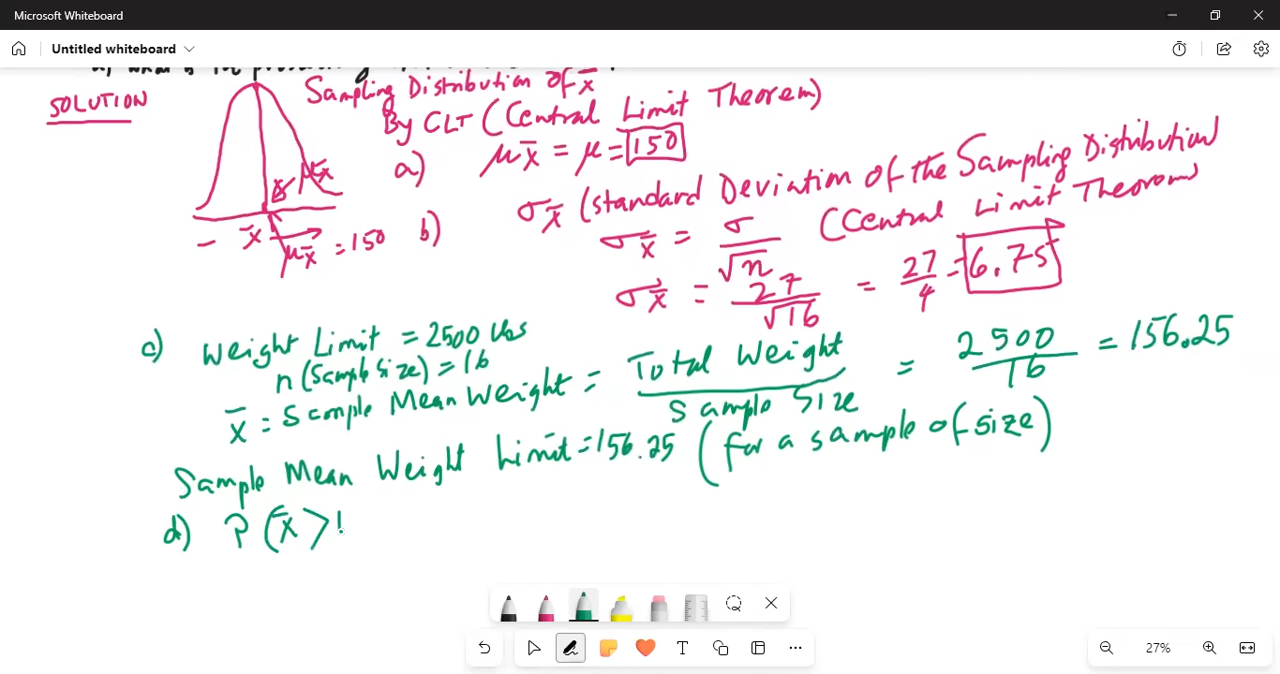 Microsoft Whiteboard
Untitled whiteboard
SOLUTION
Sampling Distribution of x̄
By CLT (Central Limit Theorem)
a) μx̄ = μ = 150
x̄ μx̄ = 150
b) σx̄ (standard Deviation of the Sampling Distribution
(Central Limit Theorem
σx̄ = σ/√n
σx̄ = 27/√16 = 27/4 = 6.75
c) Weight Limit = 2500 lbs
n (sample size) = 16
x̄ = sample Mean Weight = Total Weight / Sample Size = 2500/16 = 156.25
Sample Mean Weight Limit = 156.25 (for a sample of size)
d) P(x̄ > 1
27%